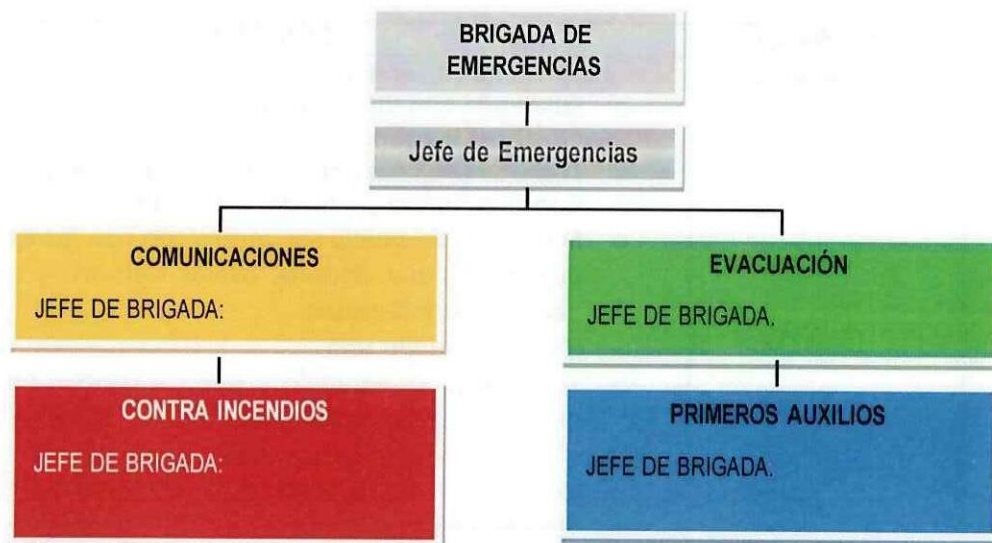 BRIGADA DE
EMERGENCIAS
Jefe de Emergencias
COMUNICACIONES
JEFE DE BRIGADA:
EVACUACIÓN
JEFE DE BRIGADA.
CONTRA INCENDIOS
JEFE DE BRIGADA:
PRIMEROS AUXILIOS
JEFE DE BRIGADA.